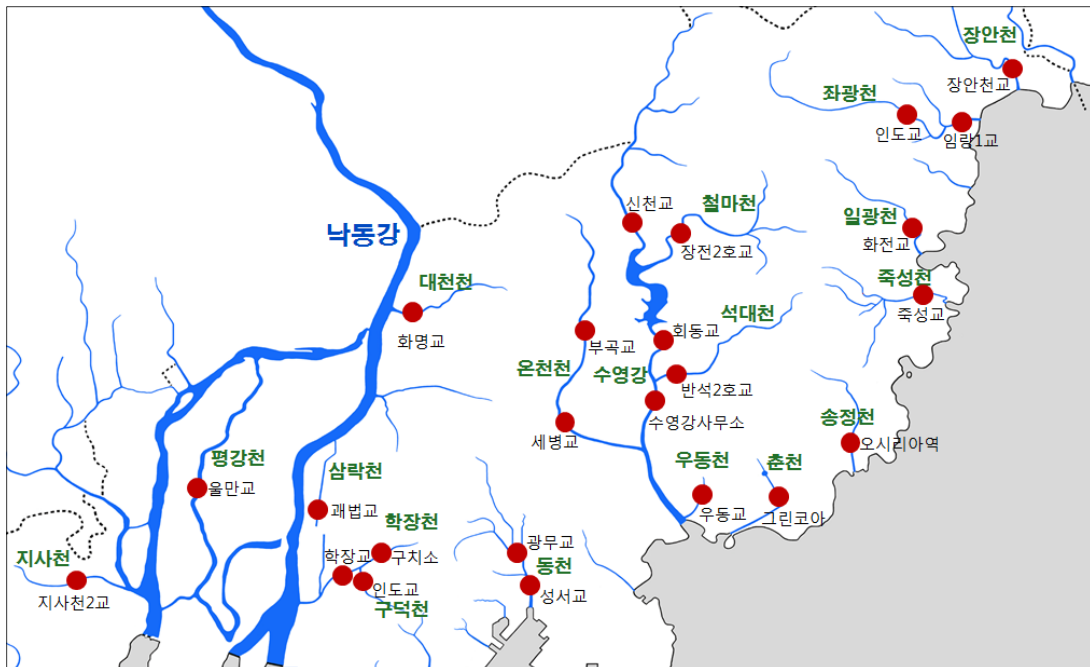 장안천
장안천교
좌광천
인도교
임랑1교
신천교
철마천
장전2호교
일광천
화전교
낙동강
대천천
화명교
죽성천
죽성교
석대천
회동교
부곡교
온천천
수영강
반석2호교
수영강사무소
세병교
송정천
오시리아역
평강천
울만교
삼락천
괘법교
우동천
우동교
춘천
그린코아
학장천
구치소
학장교
인도교
구덕천
광무교
동천
성서교
지사천
지사천2교